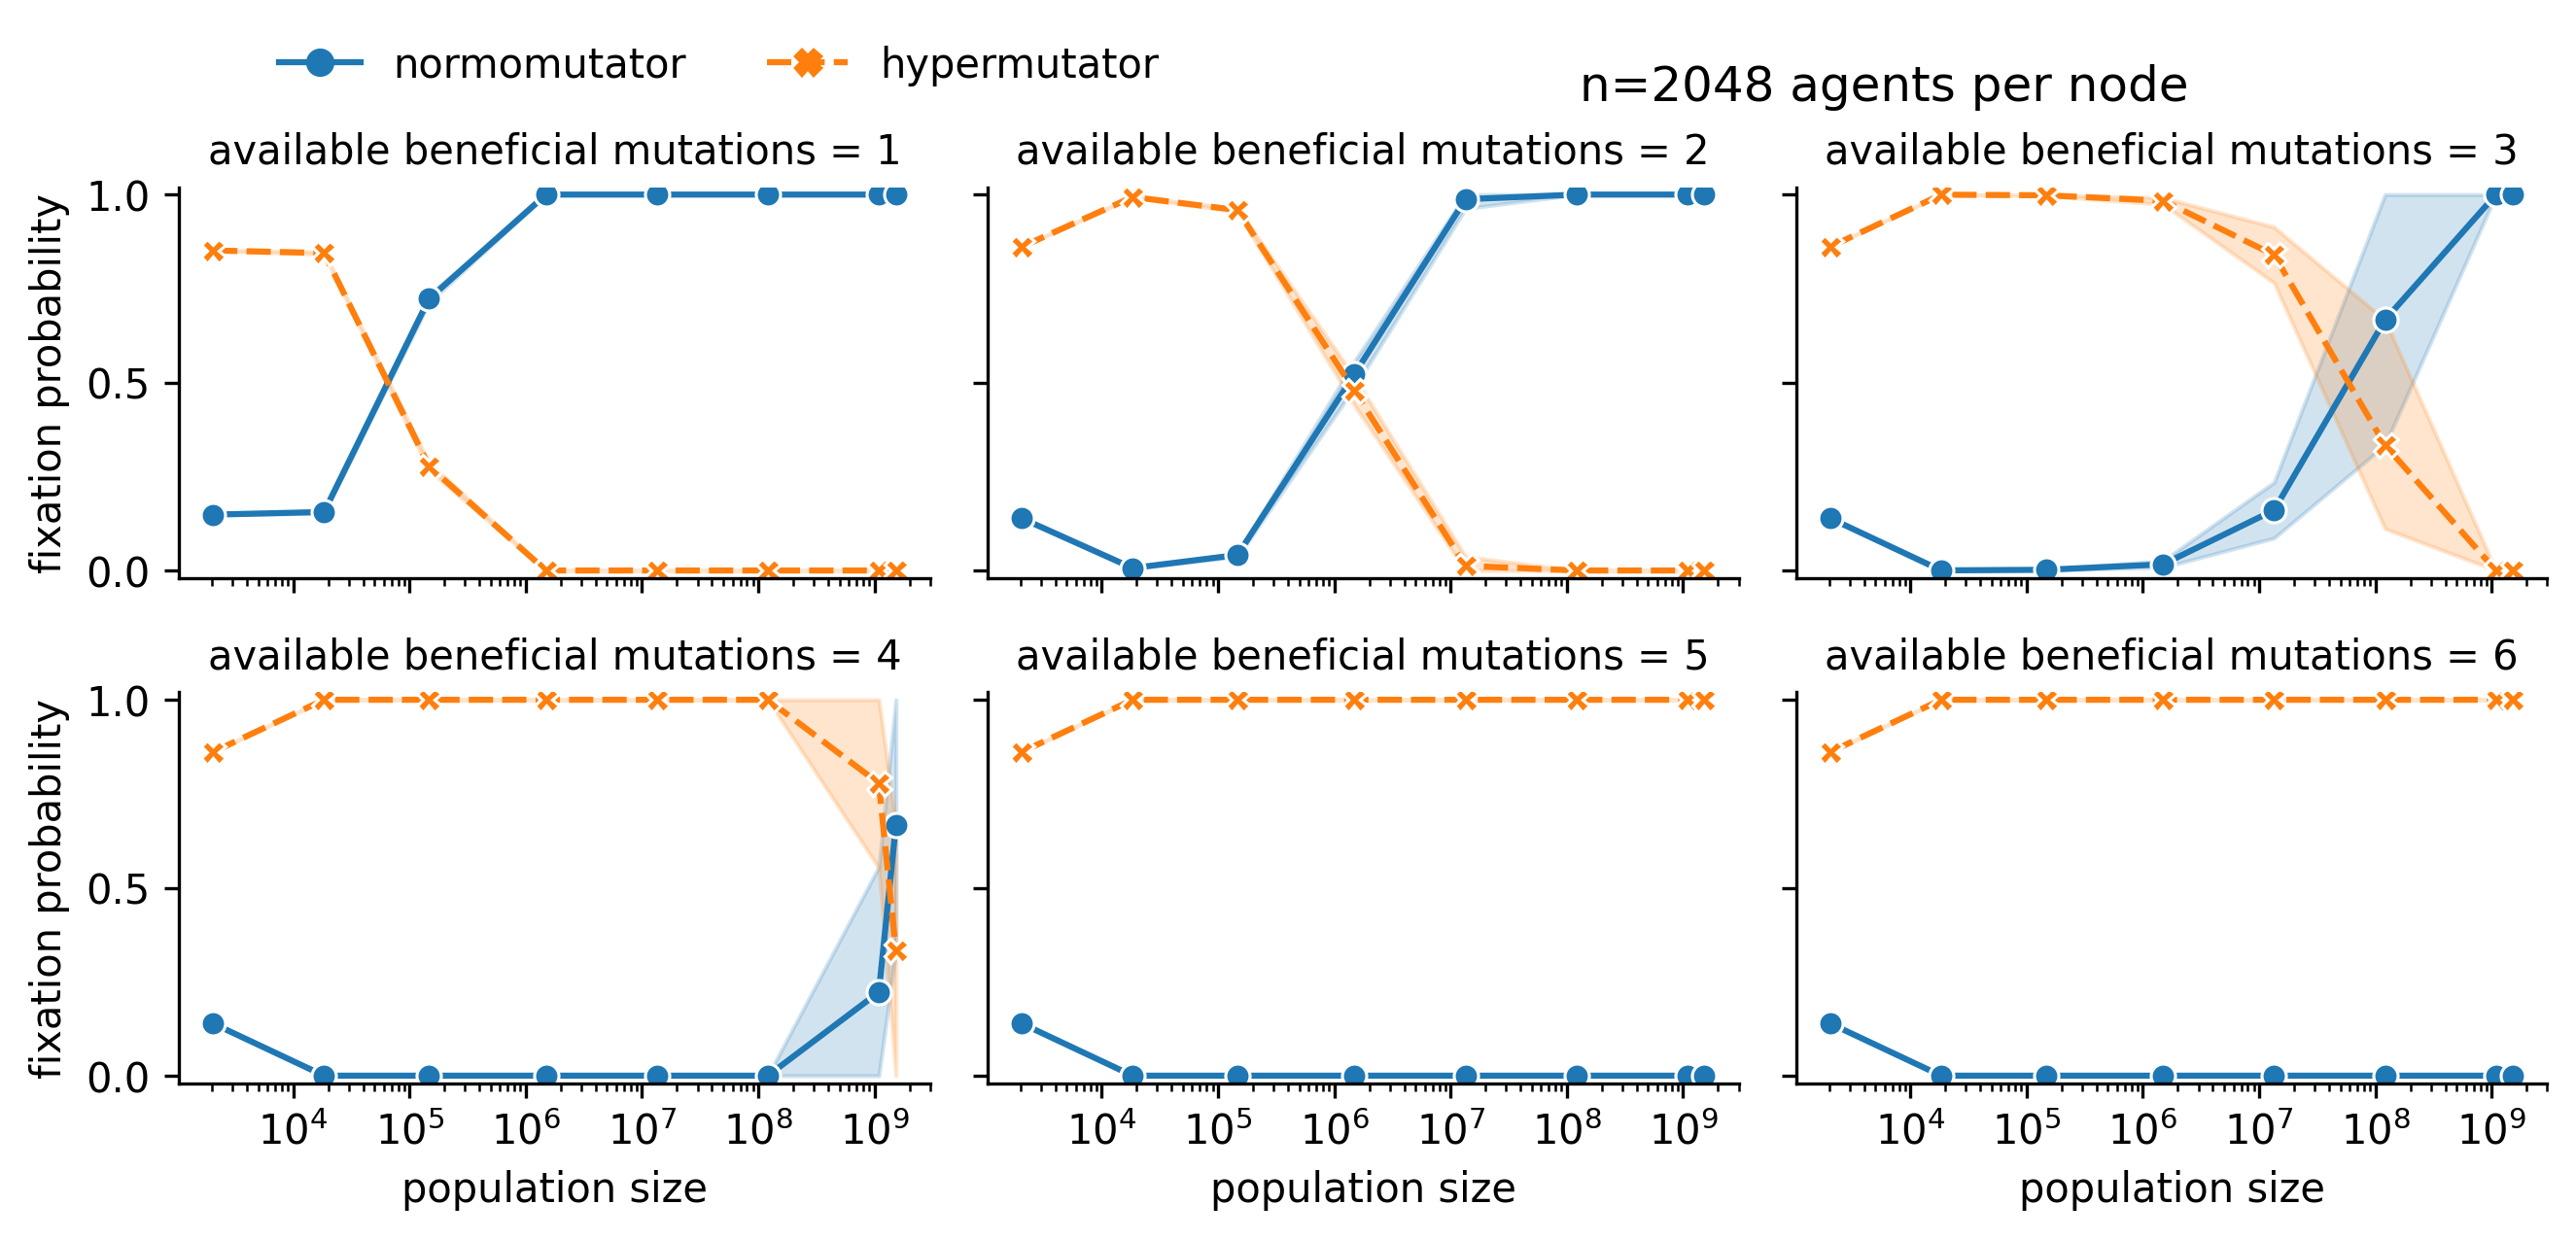 normomutator hypermutator
n=2048 agents per node
available beneficial mutations = 1 available beneficial mutations = 2 available beneficial mutations = 3
1.0
0.5
0.0
fixation probability
available beneficial mutations = 4 available beneficial mutations = 5 available beneficial mutations = 6
1.0
0.5
0.0
fixation probability
10⁴ 10⁵ 10⁶ 10⁷ 10⁸ 10⁹ 10⁴ 10⁵ 10⁶ 10⁷ 10⁸ 10⁹ 10⁴ 10⁵ 10⁶ 10⁷ 10⁸ 10⁹
population size population size population size